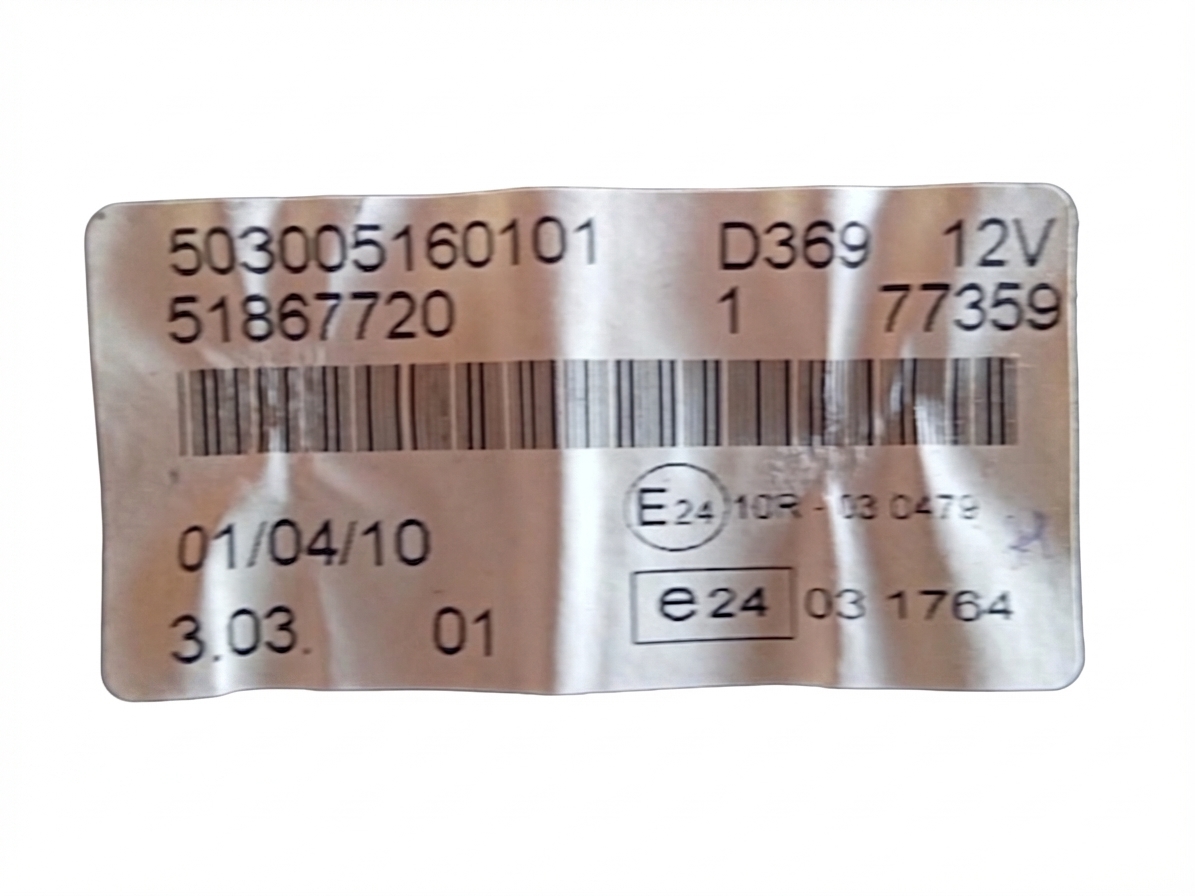 503005160101 D369 12V
51867720 1 77359
E24 10R - 03 0479
01/04/10
e24 03 1764
3.03. 01